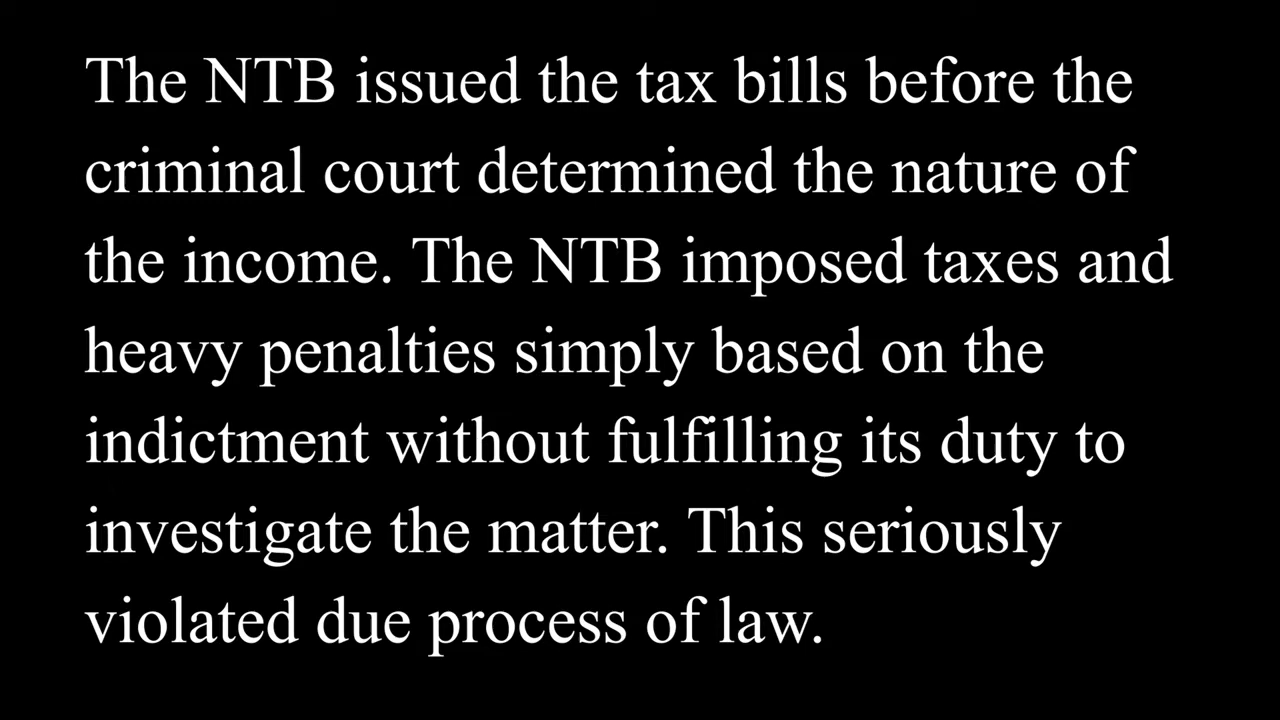 The NTB issued the tax bills before the
criminal court determined the nature of
the income. The NTB imposed taxes and
heavy penalties simply based on the
indictment without fulfilling its duty to
investigate the matter. This seriously
violated due process of law.